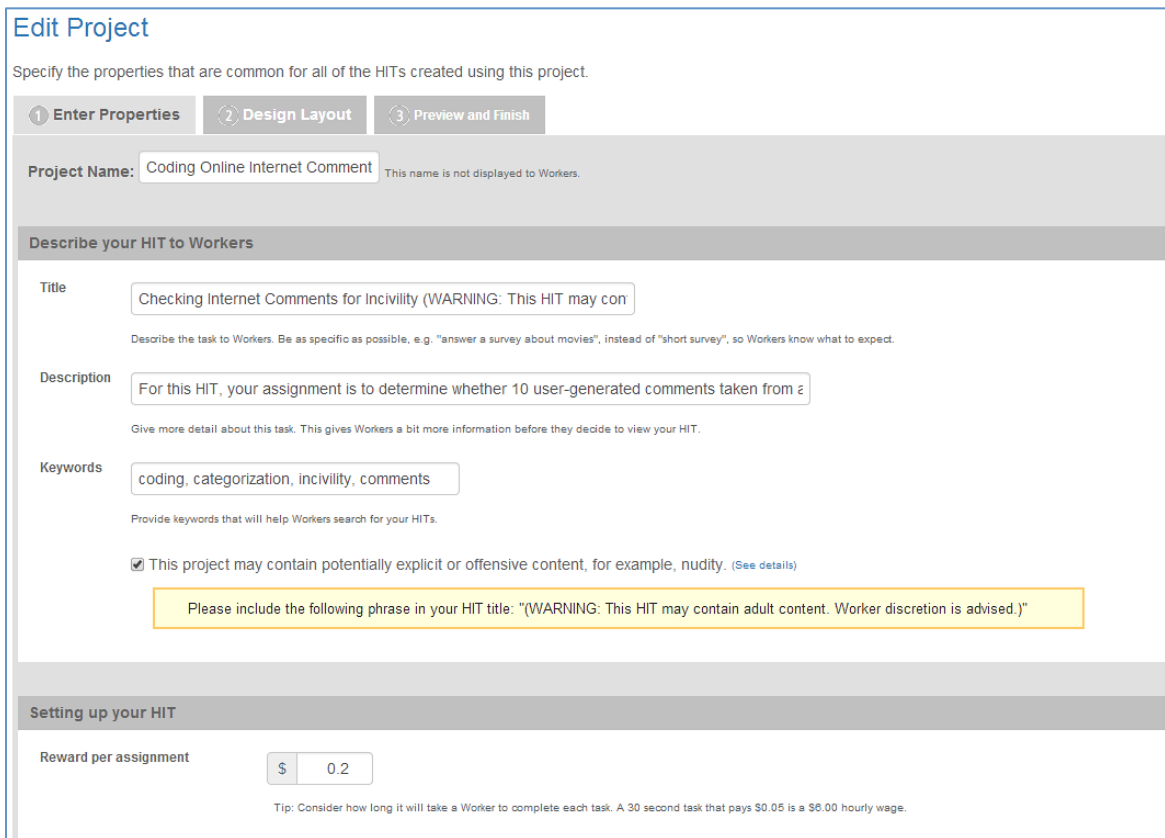 Edit Project
Specify the properties that are common for all of the HITs created using this project.
1 Enter Properties
2 Design Layout
3 Preview and Finish
Project Name: Coding Online Internet Comment This name is not displayed to Workers.
Describe your HIT to Workers
Title
Checking Internet Comments for Incivility (WARNING: This HIT may con
Describe the task to Workers. Be as specific as possible, e.g. "answer a survey about movies", instead of "short survey", so Workers know what to expect.
Description
For this HIT, your assignment is to determine whether 10 user-generated comments taken from a
Give more detail about this task. This gives Workers a bit more information before they decide to view your HIT.
Keywords
coding, categorization, incivility, comments
Provide keywords that will help Workers search for your HITs.
This project may contain potentially explicit or offensive content, for example, nudity. (See details)
Please include the following phrase in your HIT title: "(WARNING: This HIT may contain adult content. Worker discretion is advised.)"
Setting up your HIT
Reward per assignment
$ 0.2
Tip: Consider how long it will take a Worker to complete each task. A 30 second task that pays $0.05 is a $6.00 hourly wage.